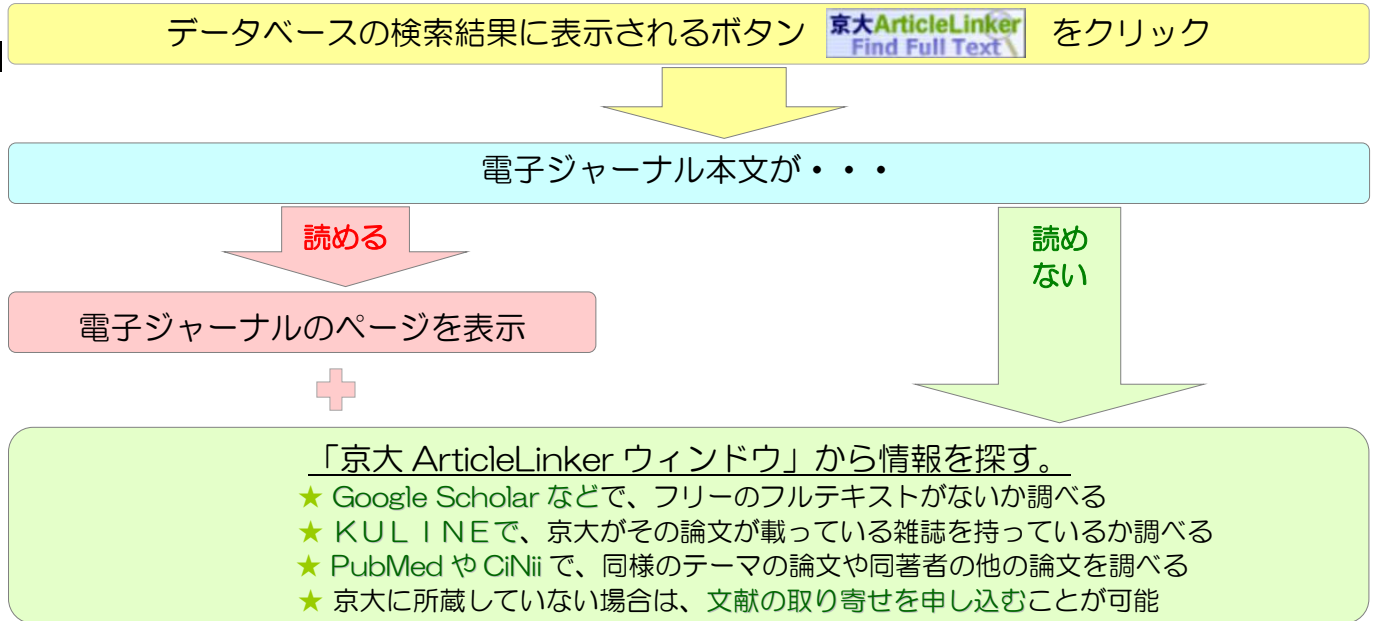 データベースの検索結果に表示されるボタン 京大ArticleLinker Find Full Text をクリック
電子ジャーナル本文が・・・
読める
読め
ない
電子ジャーナルのページを表示
「京大 ArticleLinker ウィンドウ」から情報を探す。
★ Google Scholar などで、フリーのフルテキストがないか調べる
★ ＫＵＬＩＮＥで、京大がその論文が載っている雑誌を持っているか調べる
★ PubMed や CiNii で、同様のテーマの論文や同著者の他の論文を調べる
★ 京大に所蔵していない場合は、文献の取り寄せを申し込むことが可能